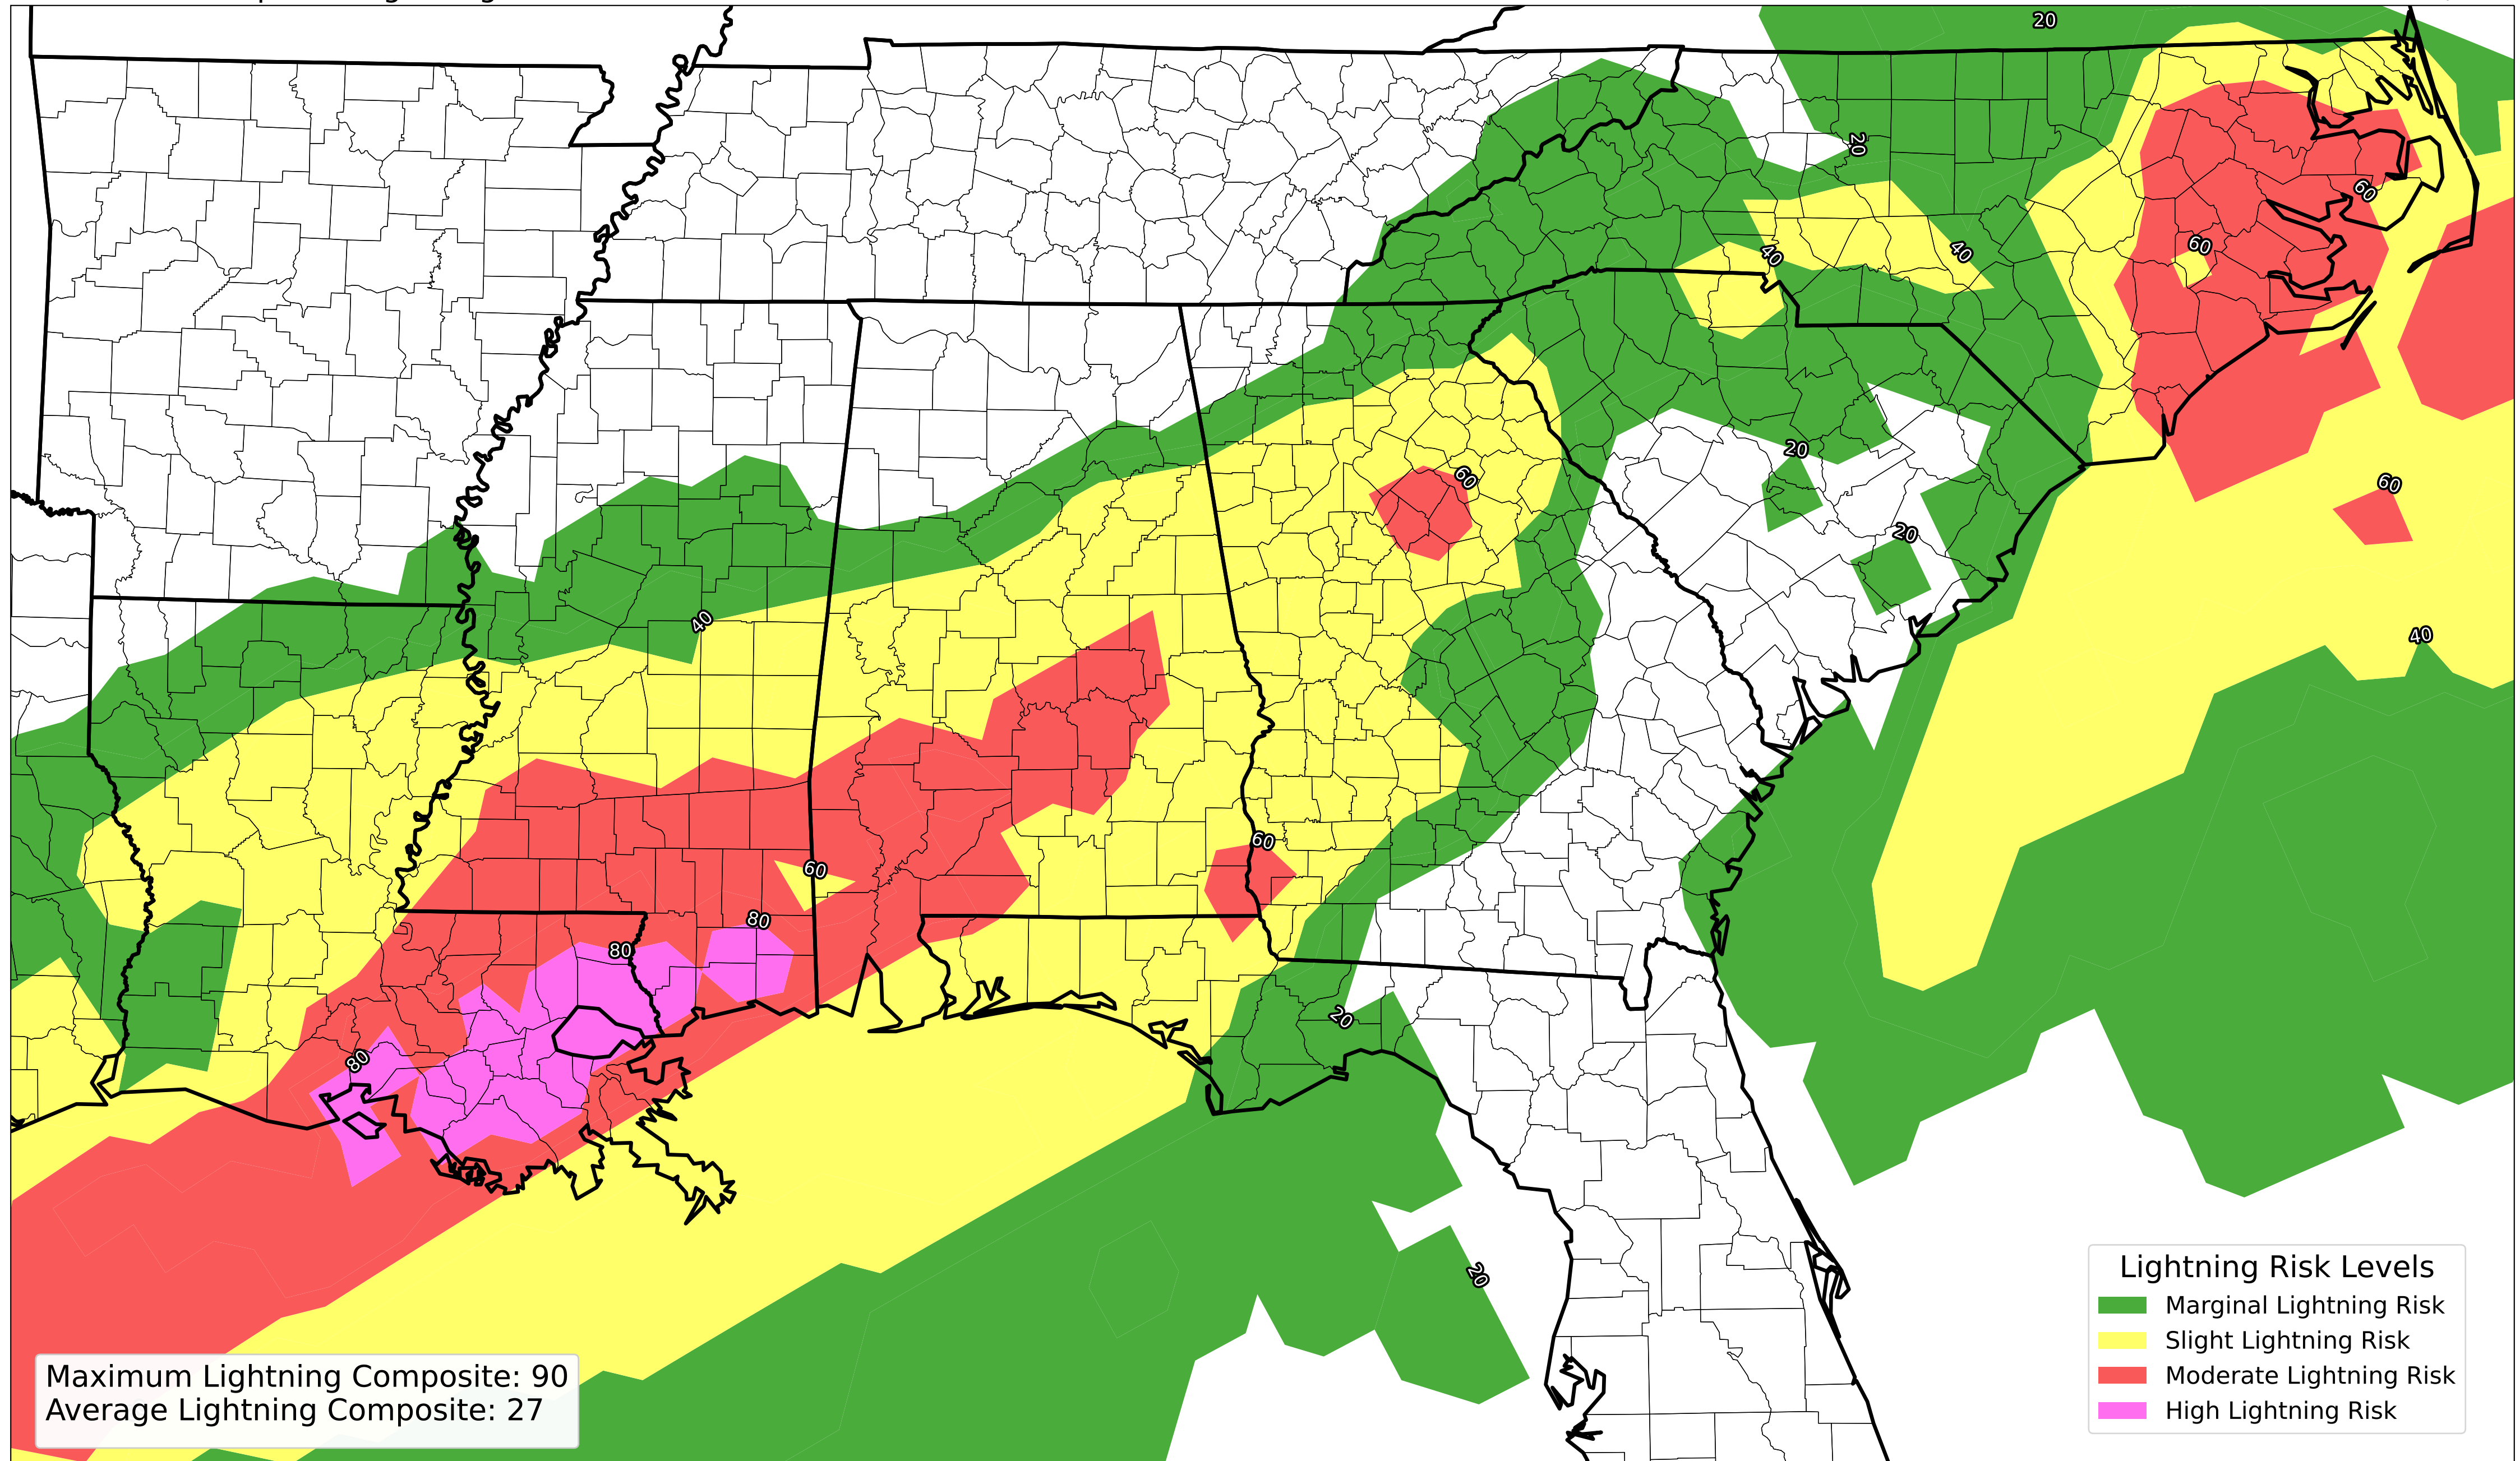 20
20
60
40
40
60
20
60
60
20
40
40
60
60
80
80
20
80
20
Lightning Risk Levels
Marginal Lightning Risk
Slight Lightning Risk
Moderate Lightning Risk
High Lightning Risk
Maximum Lightning Composite: 90
Average Lightning Composite: 27